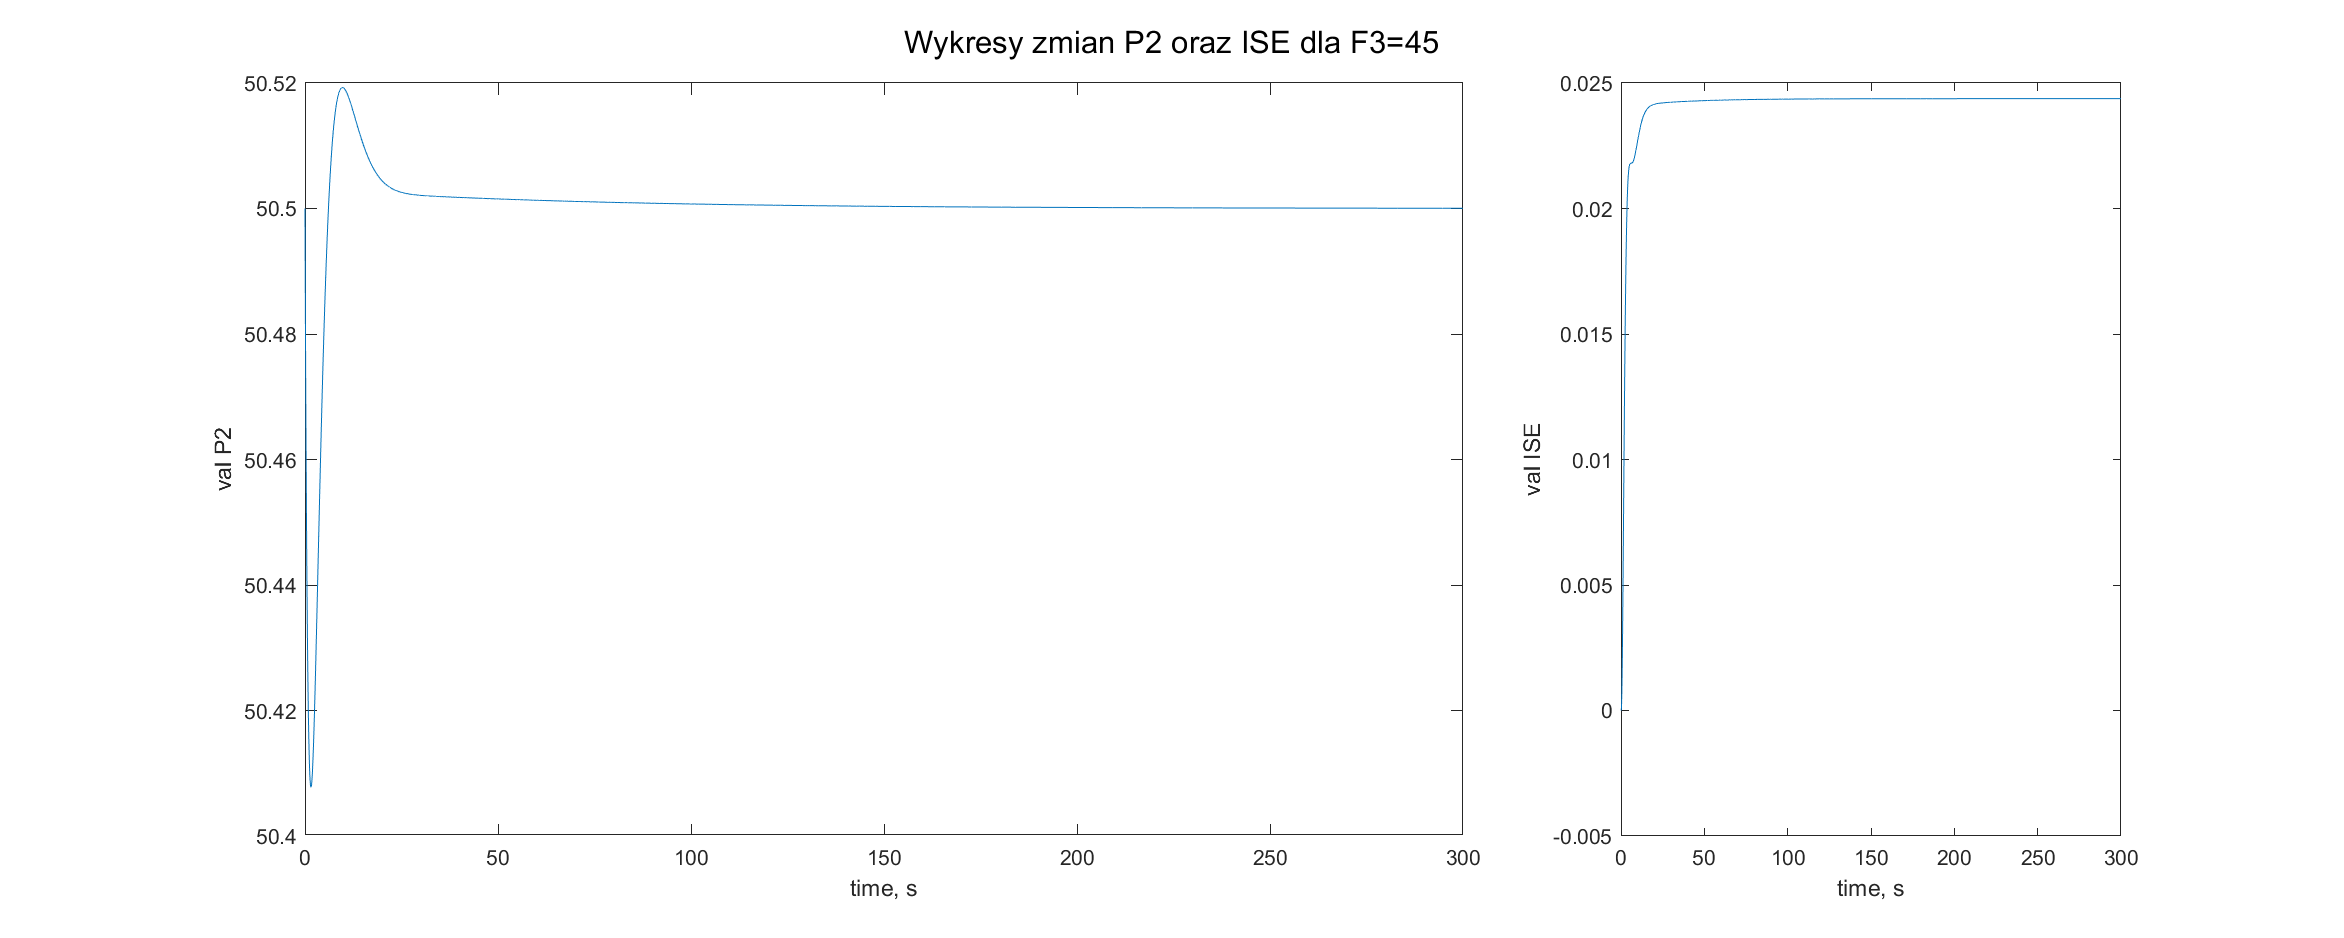 Wykresy zmian P2 oraz ISE dla F3=45
50.52
50.5
50.48
50.46
50.44
50.42
50.4
val P2
0 50 100 150 200 250 300
time, s
0.025
0.02
0.015
0.01
0.005
0
-0.005
val ISE
0 50 100 150 200 250 300
time, s